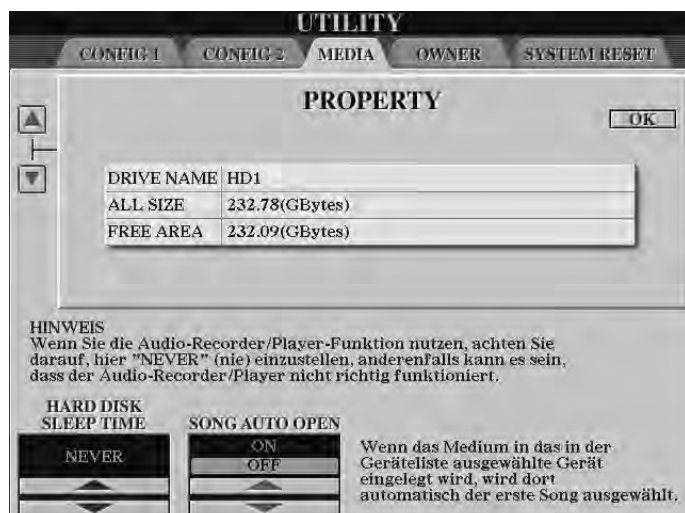 UTILITY
CONFIG 1 CONFIG 2 MEDIA OWNER SYSTEM RESET
PROPERTY
OK
DRIVE NAME HD1
ALL SIZE 232.78(GBytes)
FREE AREA 232.09(GBytes)
HINWEIS
Wenn Sie die Audio-Recorder/Player-Funktion nutzen, achten Sie
darauf, hier "NEVER" (nie) einzustellen, anderenfalls kann es sein,
dass der Audio-Recorder/Player nicht richtig funktioniert.
HARD DISK
SLEEP TIME
NEVER
SONG AUTO OPEN
ON
OFF
Wenn das Medium in das in der
Geräteliste ausgewählte Gerät
eingelegt wird, wird dort
automatisch der erste Song ausgewählt.